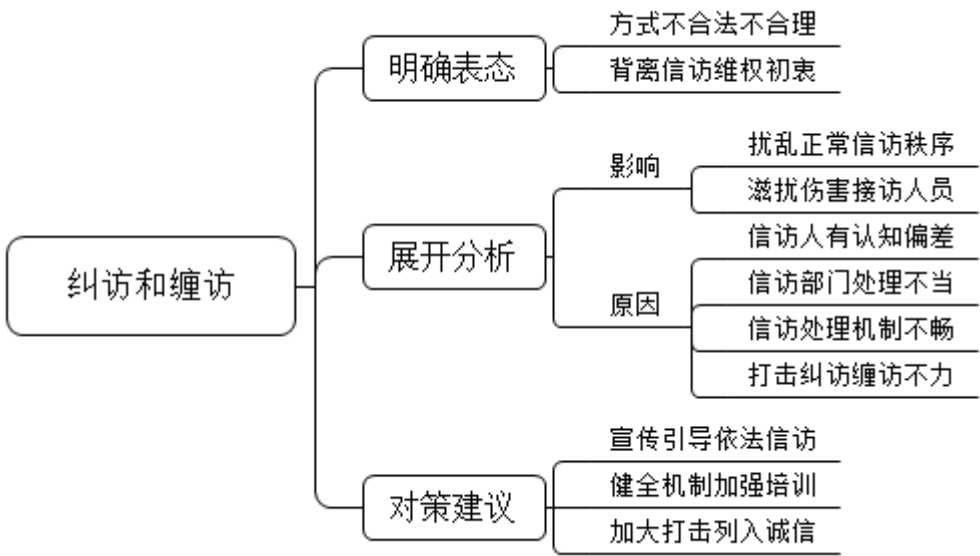 纠访和缠访
明确表态
方式不合法不合理
背离信访维权初衷
展开分析
影响
扰乱正常信访秩序
滋扰伤害接访人员
原因
信访人有认知偏差
信访部门处理不当
信访处理机制不畅
打击纠访缠访不力
对策建议
宣传引导依法信访
健全机制加强培训
加大打击列入诚信